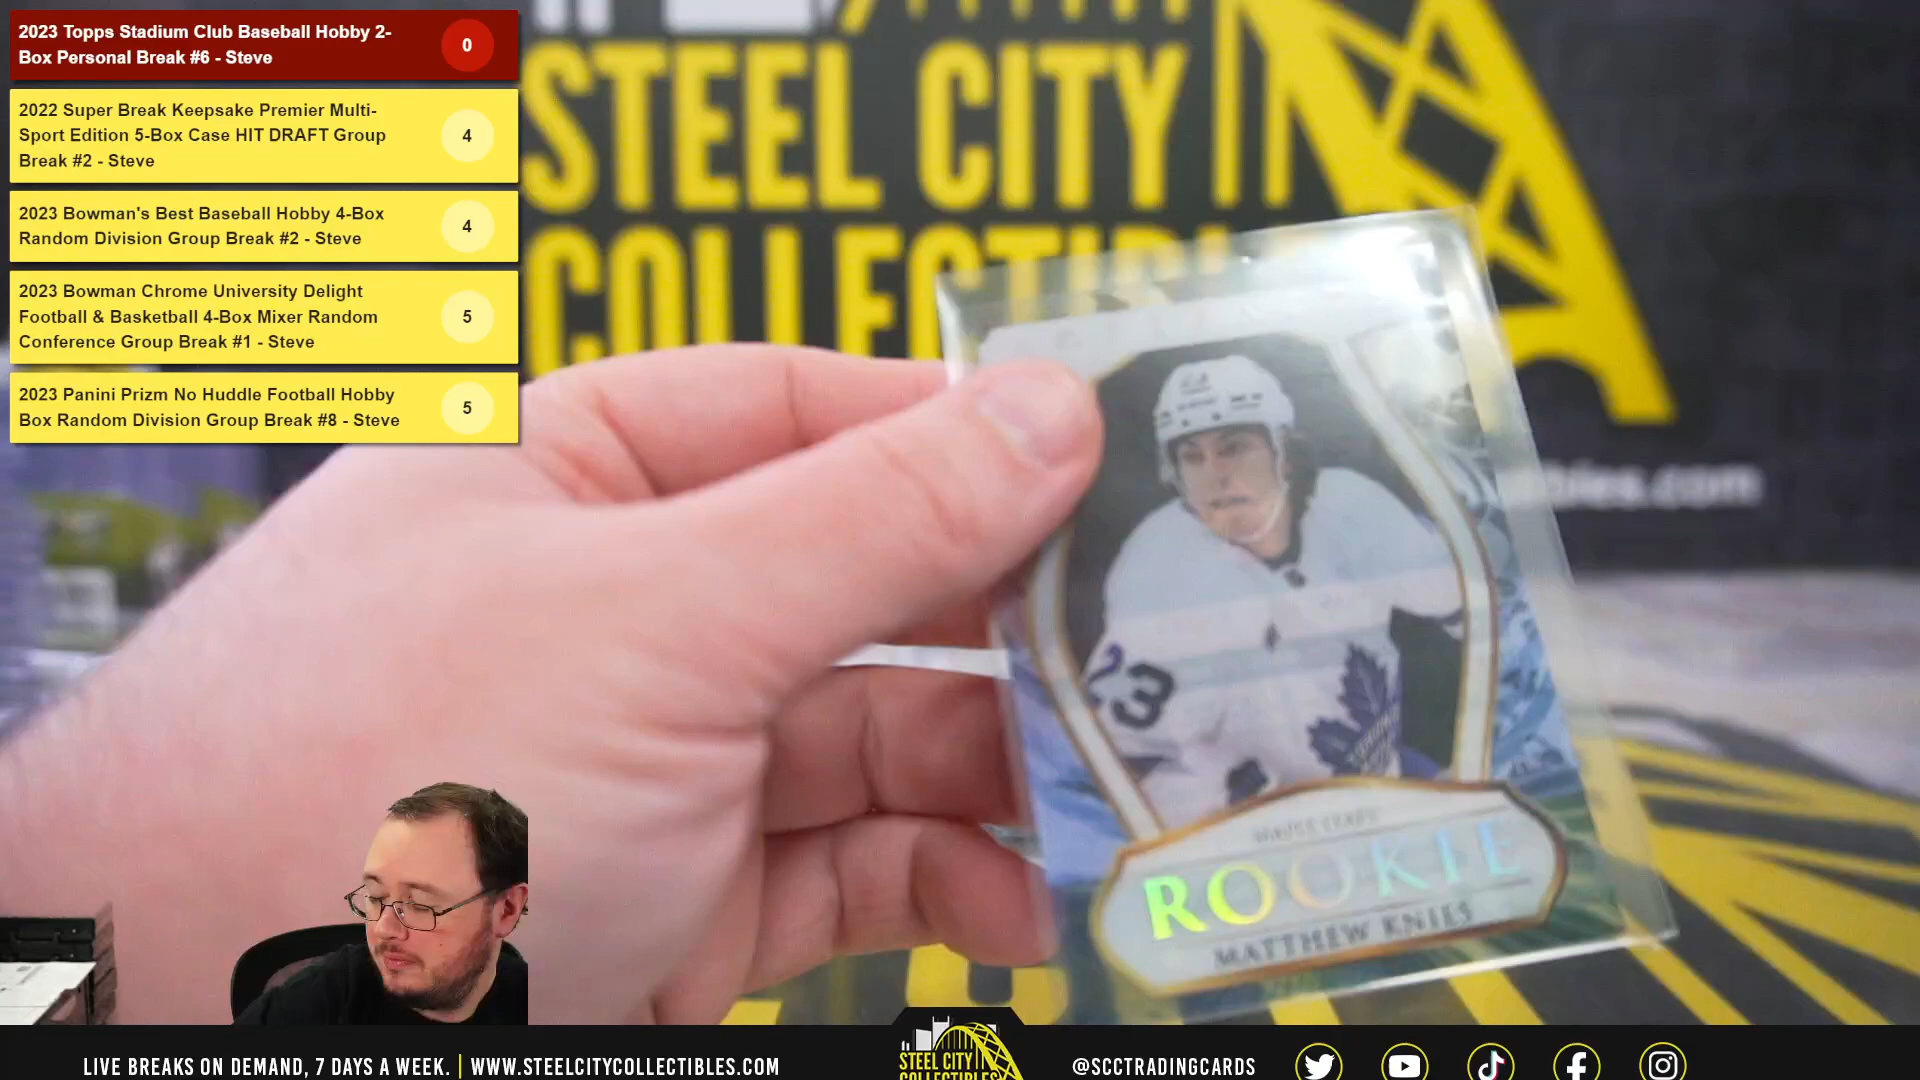 2023 Topps Stadium Club Baseball Hobby 2-
Box Personal Break #6 - Steve
0
2022 Super Break Keepsake Premier Multi-
Sport Edition 5-Box Case HIT DRAFT Group
Break #2 - Steve
4
2023 Bowman's Best Baseball Hobby 4-Box
Random Division Group Break #2 - Steve
4
2023 Bowman Chrome University Delight
Football & Basketball 4-Box Mixer Random
Conference Group Break #1 - Steve
5
2023 Panini Prizm No Huddle Football Hobby
Box Random Division Group Break #8 - Steve
5
STEEL CITY
23
MAPLE LEAFS
ROOKIE
MATTHEW KNIES
LIVE BREAKS ON DEMAND, 7 DAYS A WEEK. | WWW.STEELCITYCOLLECTIBLES.COM
STEEL CITY
@SCCTRADINGCARDS